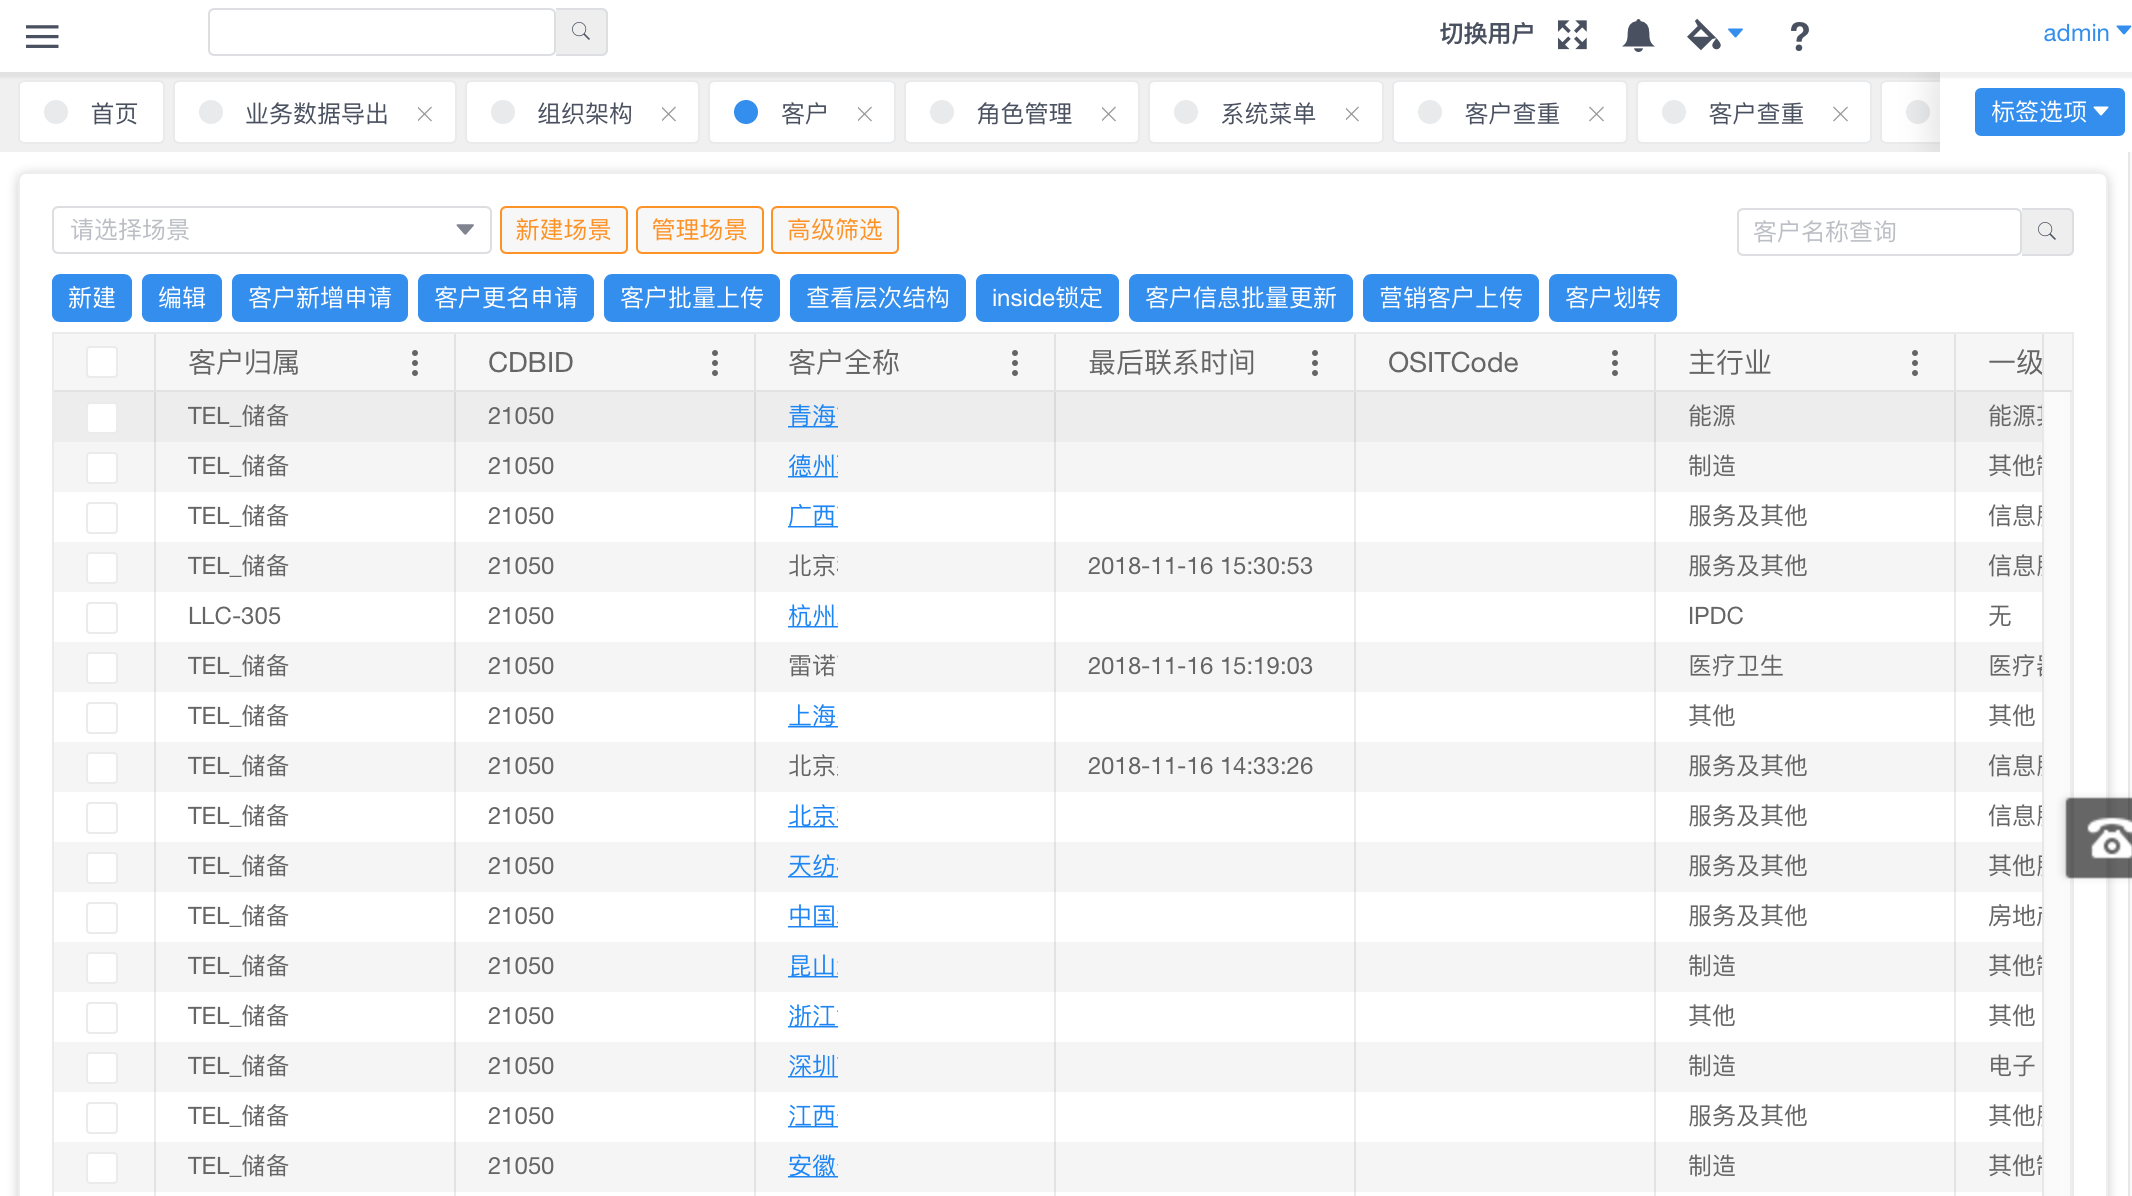 切换用户 ? admin
首页 业务数据导出 组织架构 客户 角色管理 系统菜单 客户查重 客户查重 标签选项
请选择场景 新建场景 管理场景 高级筛选 客户名称查询
新建 编辑 客户新增申请 客户更名申请 客户批量上传 查看层次结构 inside锁定 客户信息批量更新 营销客户上传 客户划转
客户归属 CDBID 客户全称 最后联系时间 OSITCode 主行业 一级
TEL_储备 21050 青海 能源 能源
TEL_储备 21050 德州 制造 其他
TEL_储备 21050 广西 服务及其他 信息
TEL_储备 21050 北京 2018-11-16 15:30:53 服务及其他 信息
LLC-305 21050 杭州 IPDC 无
TEL_储备 21050 雷诺 2018-11-16 15:19:03 医疗卫生 医疗
TEL_储备 21050 上海 其他 其他
TEL_储备 21050 北京 2018-11-16 14:33:26 服务及其他 信息
TEL_储备 21050 北京 服务及其他 信息
TEL_储备 21050 天纺 服务及其他 其他
TEL_储备 21050 中国 服务及其他 房地
TEL_储备 21050 昆山 制造 其他
TEL_储备 21050 浙江 其他 其他
TEL_储备 21050 深圳 制造 电子
TEL_储备 21050 江西 服务及其他 其他
TEL_储备 21050 安徽 制造 其他